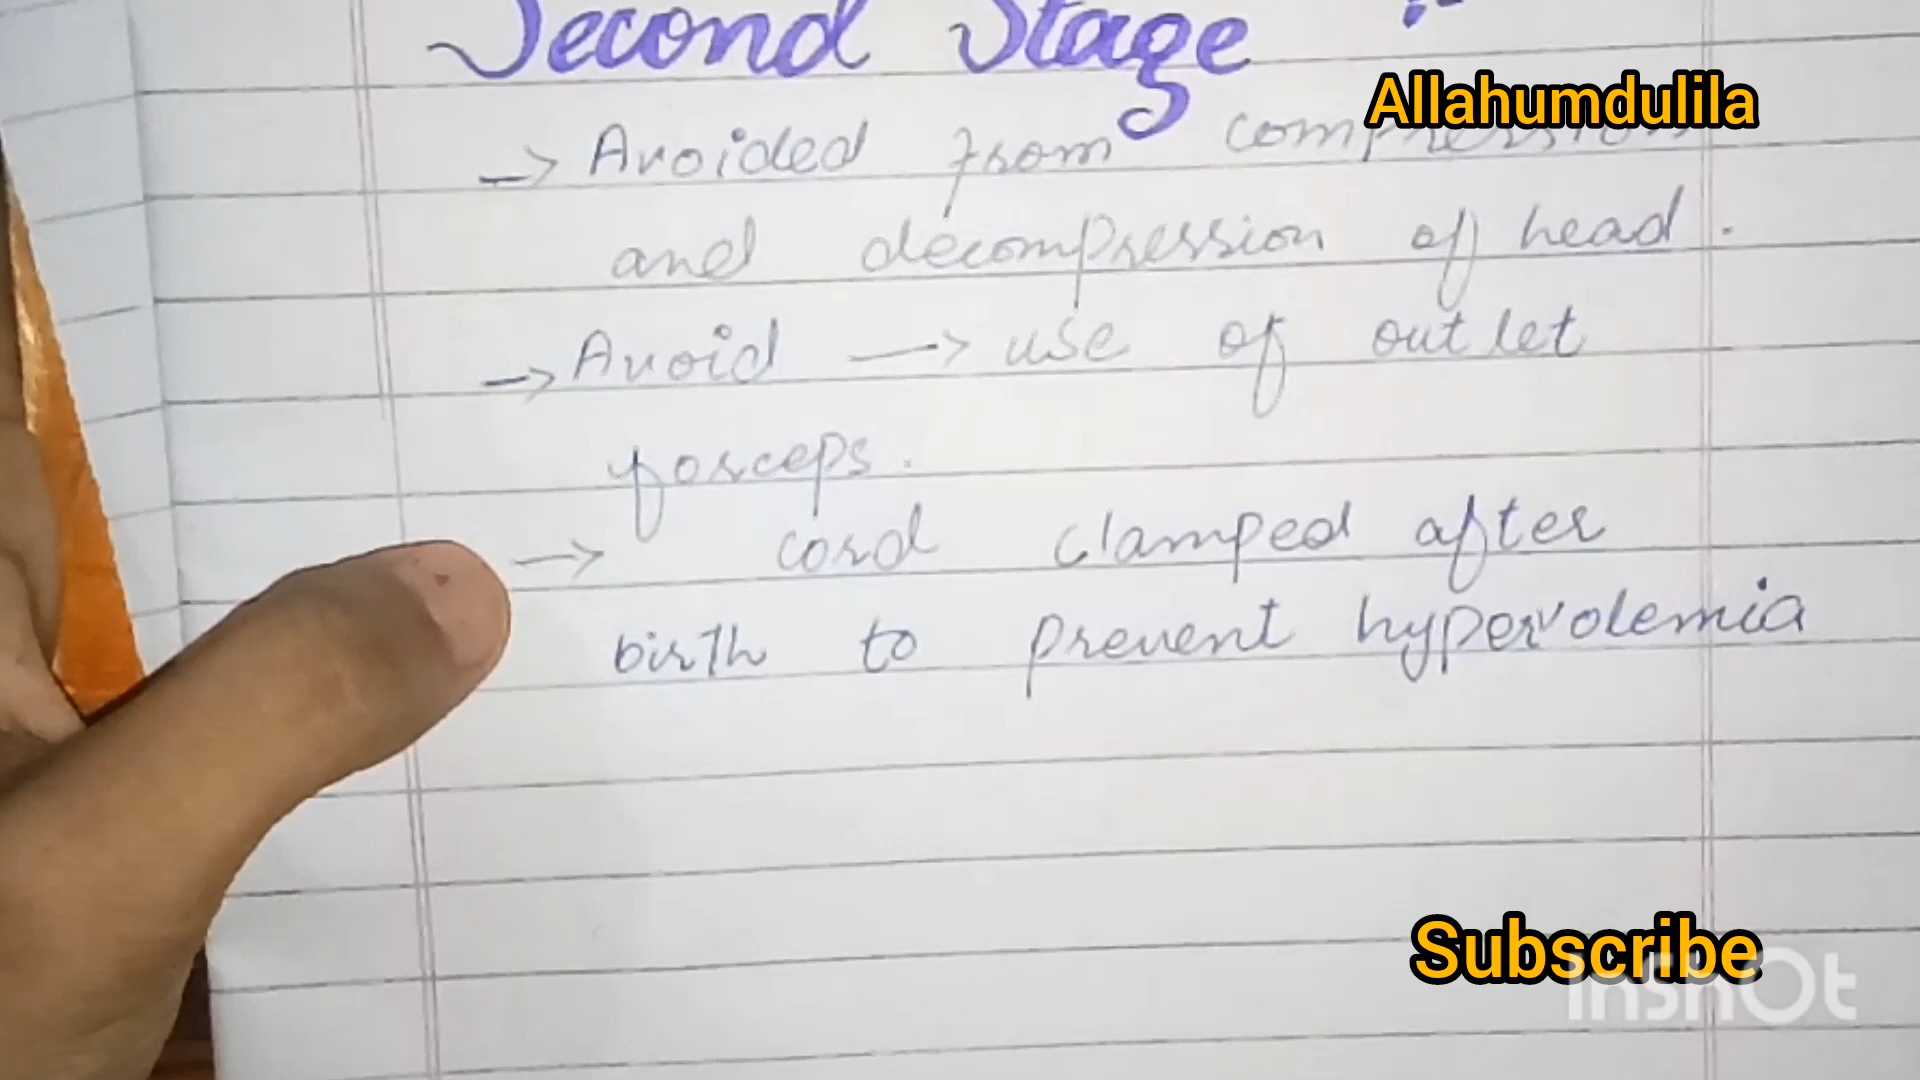 Second Stage :-
Allahumdulila
→ Avoided from compression
and decompression of head.
→ Avoid → use of outlet
forceps.
→ cord clamped after
birth to prevent hypervolemia
Subscribe
InShOt